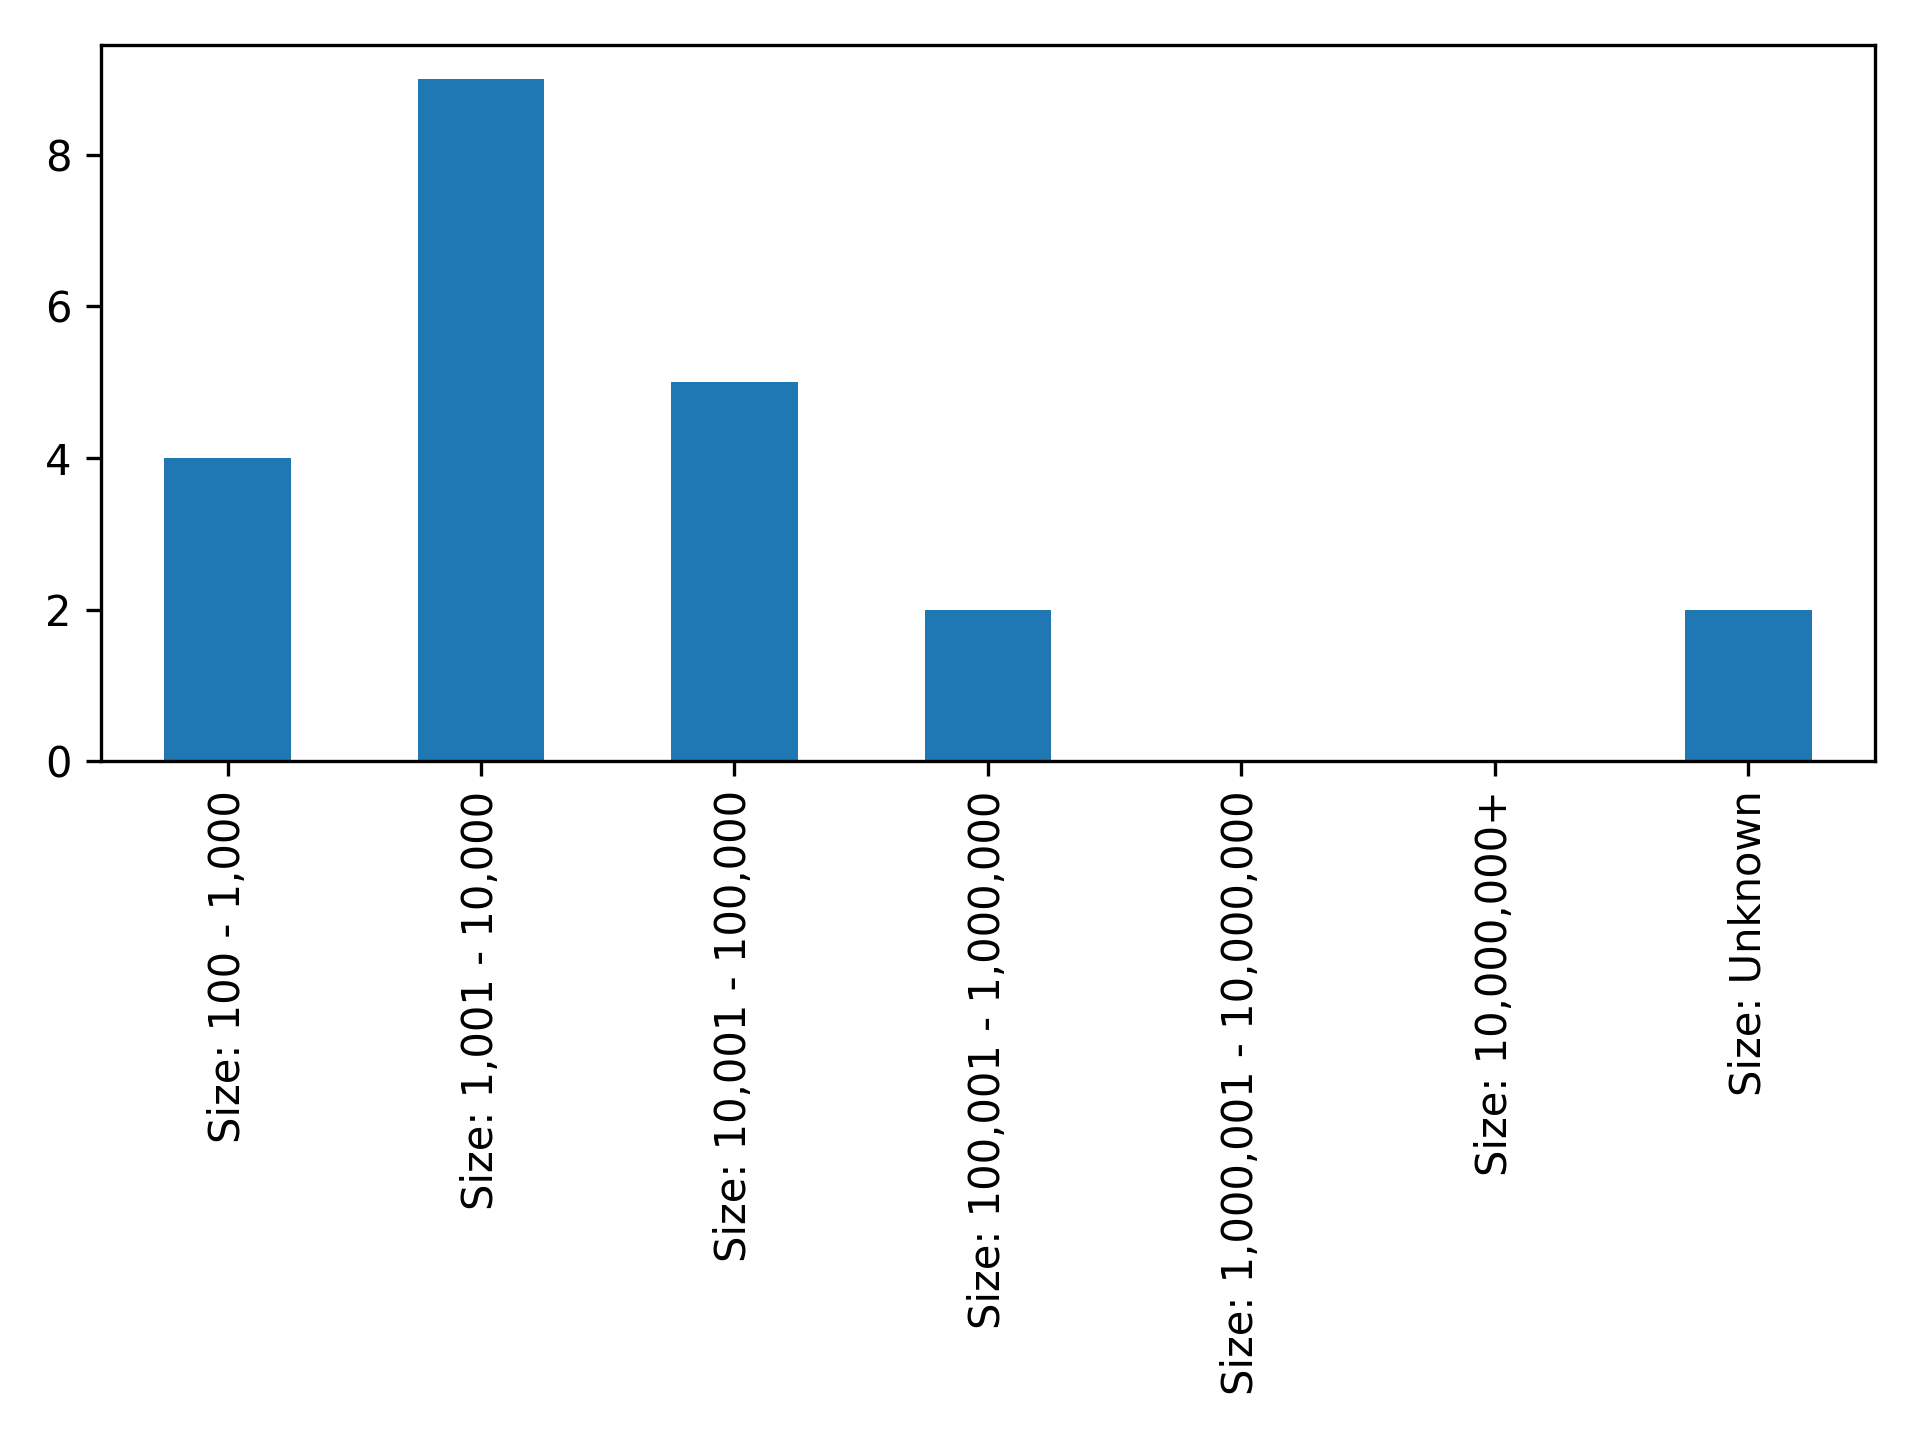 8
6
4
2
0
Size: 100 - 1,000
Size: 1,001 - 10,000
Size: 10,001 - 100,000
Size: 100,001 - 1,000,000
Size: 1,000,001 - 10,000,000
Size: 10,000,000+
Size: Unknown